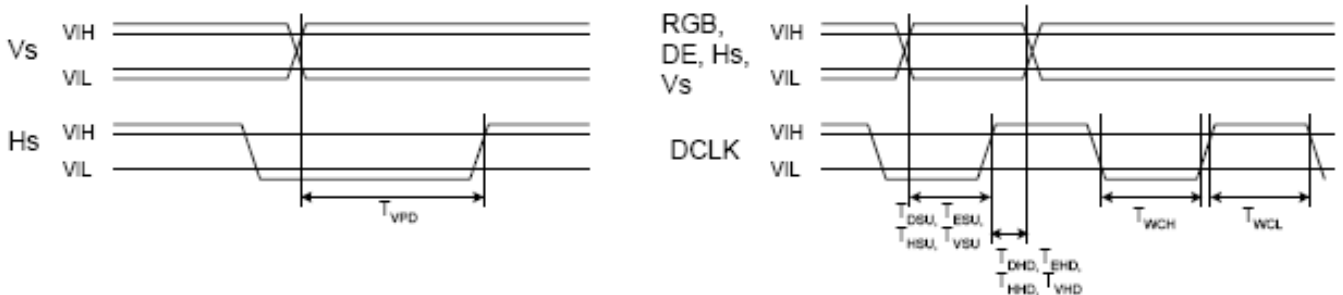 Vs
VIH
VIL
Hs
VIH
VIL
TVPD
RGB,
DE, Hs,
Vs
VIH
VIL
DCLK
VIH
VIL
TDSU, TESU,
THSU, TVSU
TWCH
TWCL
TDHD, TEHD,
THHD, TVHD